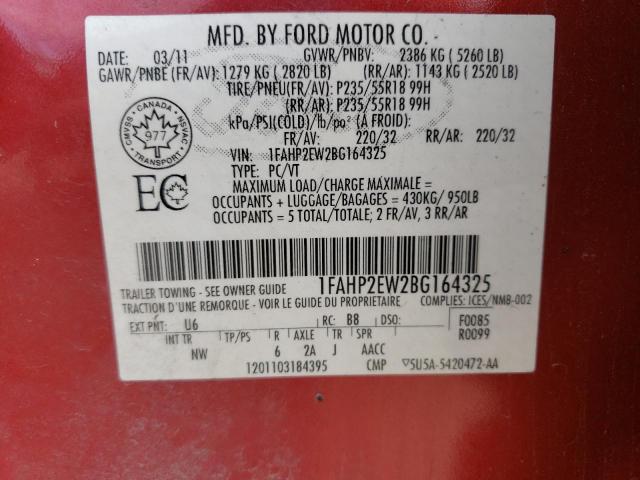 MFD. BY FORD MOTOR CO.
DATE: 03/11 GVWR/PNBV: 2386 KG ( 5260 LB)
GAWR/PNBE (FR/AV): 1279 KG ( 2820 LB) (RR/AR): 1143 KG ( 2520 LB)
TIRE/PNEU(FR/AV): P235/55R18 99H
(RR/AR): P235/55R18 99H
kPa/PSI(COLD)/lb/po² (A FROID):
FR/AV: 220/32 RR/AR: 220/32
CANADA
CMVSS NSVAC
977
TRANSPORT
VIN: 1FAHP2EW2BG164325
TYPE: PC/VT
EC
MAXIMUM LOAD/CHARGE MAXIMALE =
OCCUPANTS + LUGGAGE/BAGAGES = 430KG/ 950LB
OCCUPANTS = 5 TOTAL/TOTALE; 2 FR/AV, 3 RR/AR
1FAHP2EW2BG164325
TRAILER TOWING - SEE OWNER GUIDE
TRACTION D'UNE REMORQUE - VOIR LE GUIDE DU PROPRIETAIRE COMPLIES: ICES/NMB-002
EXT PNT: U6 RC: B8 DSO: F0085
INT TR TP/PS R AXLE TR SPR R0099
NW 6 2A J AACC
1201103184395 CMP 5U5A-5420472-AA